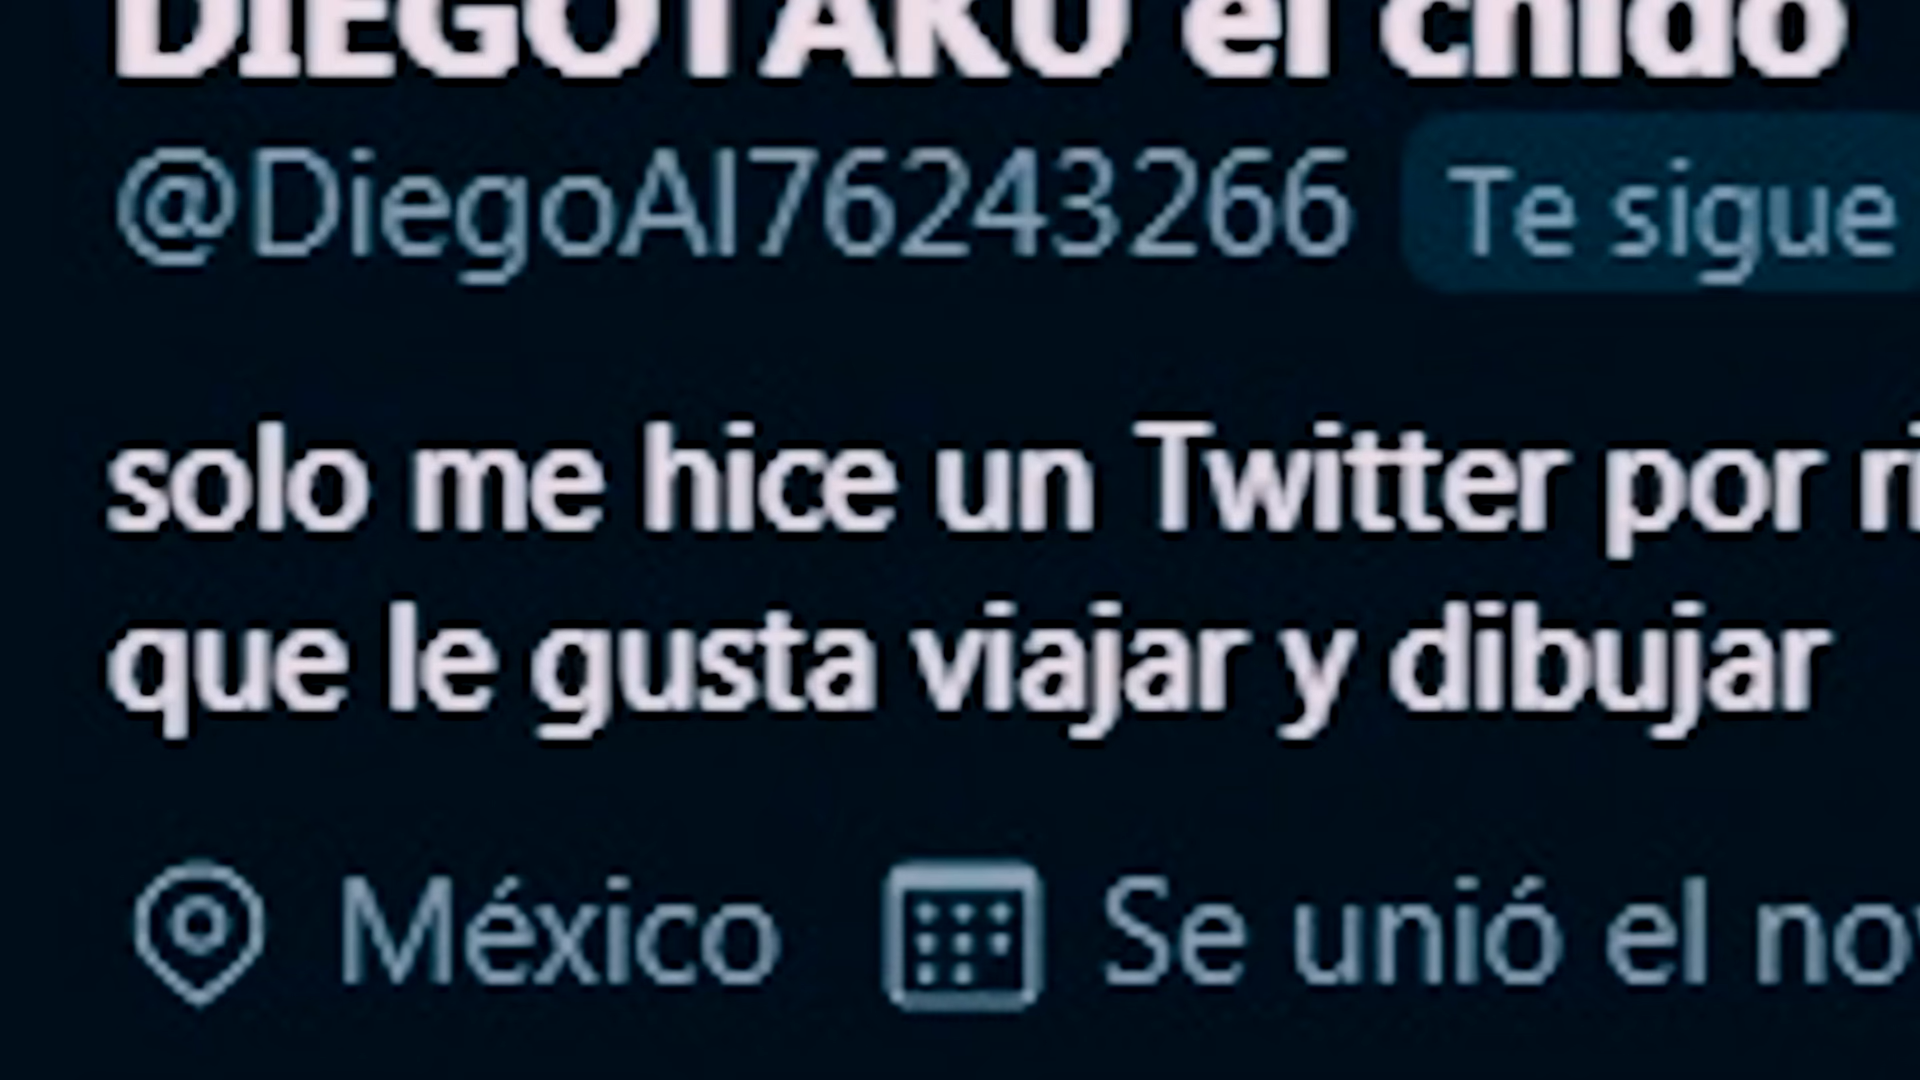 DIEGOTAKU el chido
@DiegoAl76243266 Te sigue
solo me hice un Twitter por
que le gusta viajar y dibujar
México Se unió el